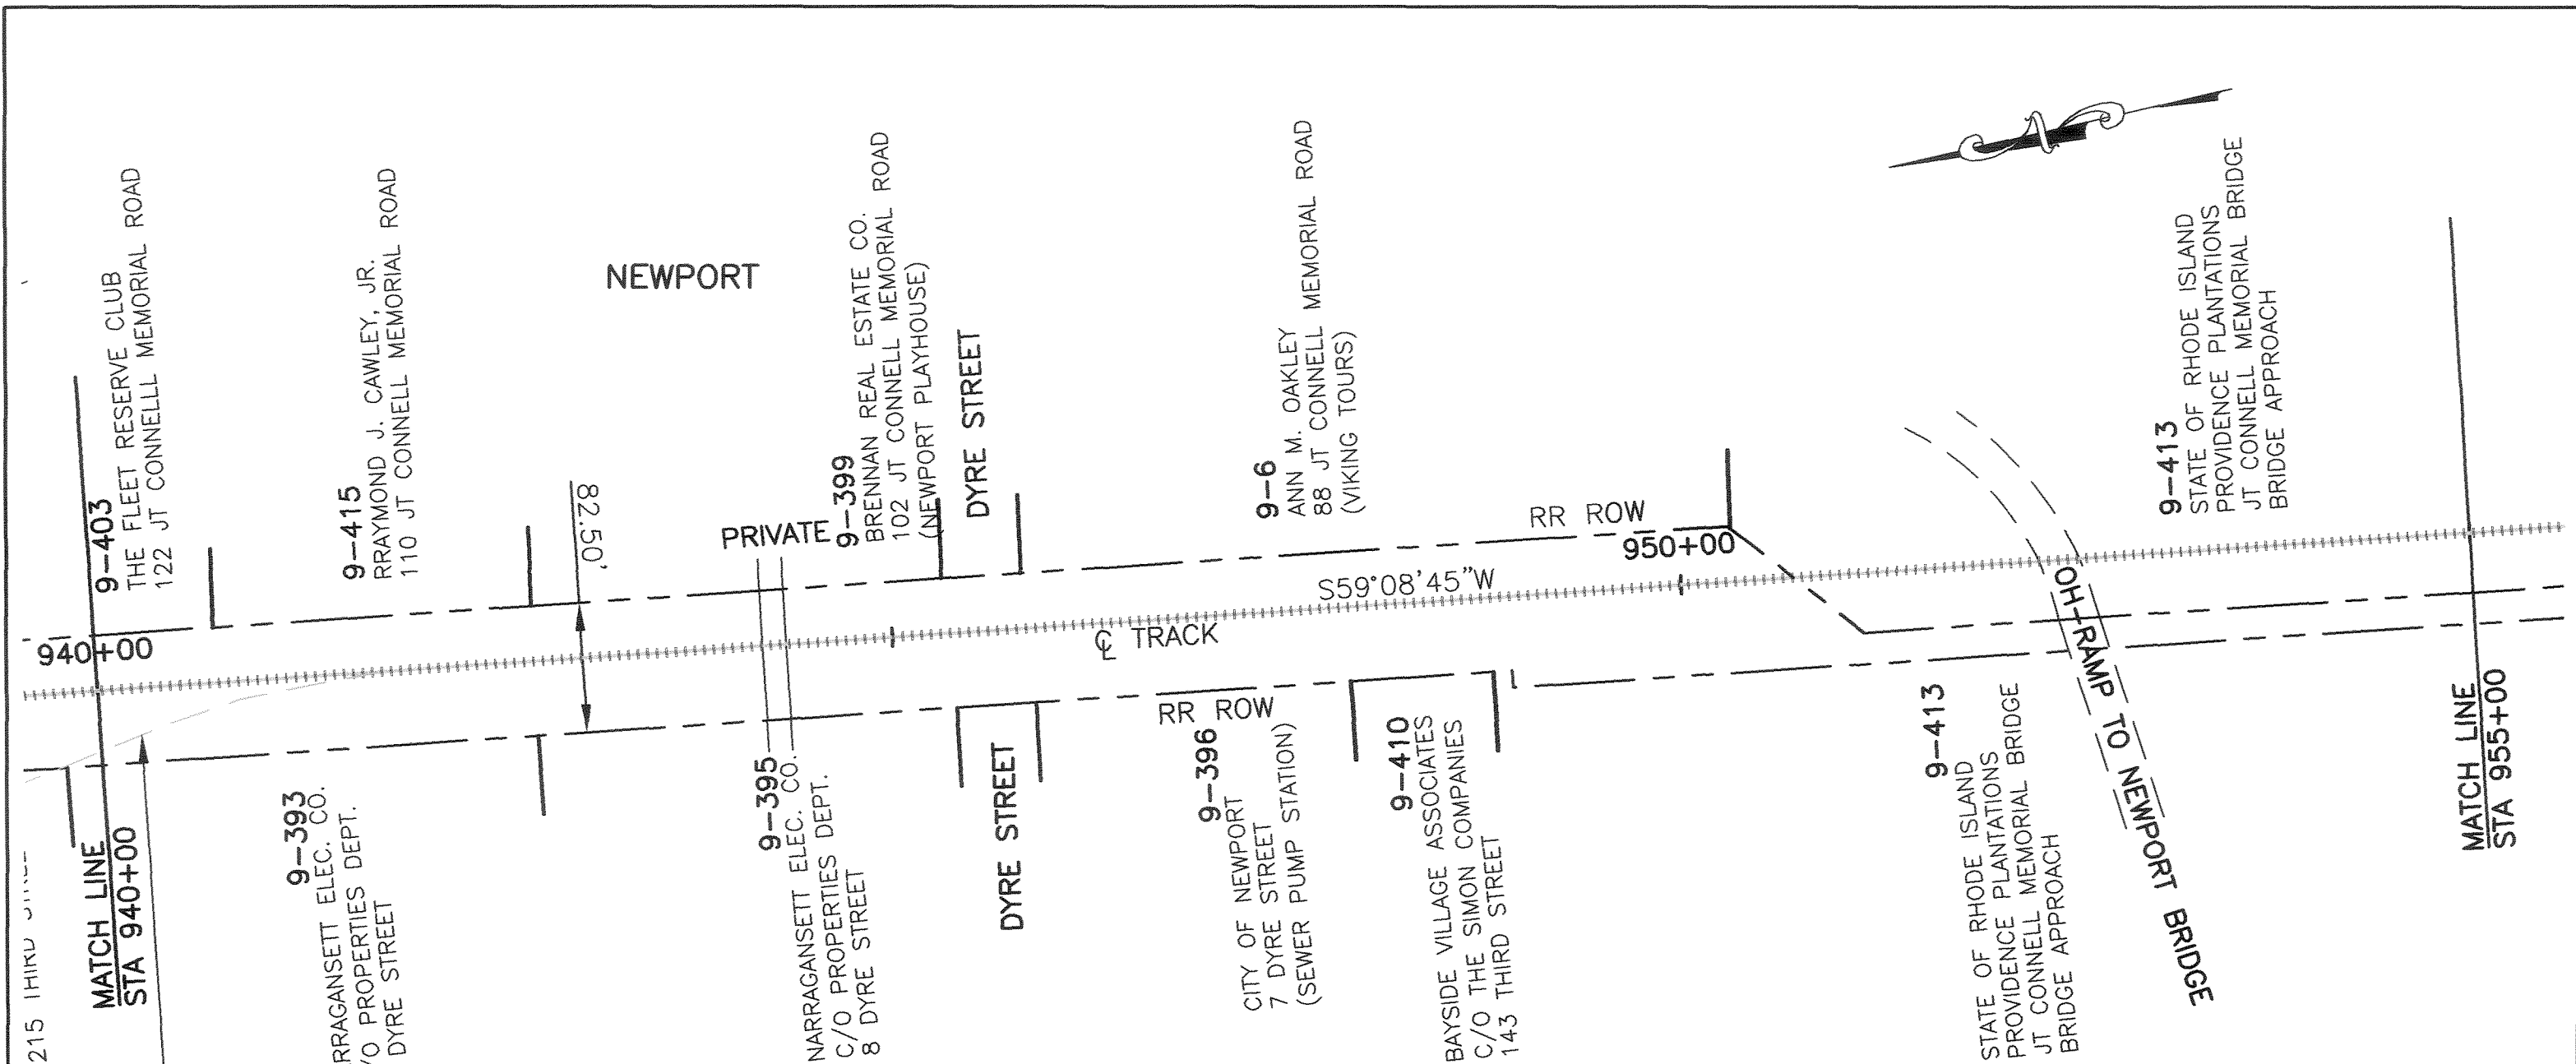 9-403
THE FLEET RESERVE CLUB
122 JT CONNELLL MEMORIAL ROAD
9-415
RRAYMOND J. CAWLEY, JR.
110 JT CONNELL MEMORIAL ROAD
NEWPORT
82.50'
PRIVATE
9-399
BRENNAN REAL ESTATE CO.
102 JT CONNELL MEMORIAL ROAD
(NEWPORT PLAYHOUSE)
DYRE STREET
9-6
ANN M. OAKLEY
88 JT CONNELL MEMORIAL ROAD
(VIKING TOURS)
RR ROW
950+00
9-413
STATE OF RHODE ISLAND
PROVIDENCE PLANTATIONS
JT CONNELL MEMORIAL BRIDGE
BRIDGE APPROACH
940+00
S59°08'45"W
℄ TRACK
OH-RAMP TO NEWPORT BRIDGE
215 THIRD
MATCH LINE
STA 940+00
9-393
RRAGANSETT ELEC. CO.
/O PROPERTIES DEPT.
DYRE STREET
9-395
NARRAGANSETT ELEC. CO.
C/O PROPERTIES DEPT.
8 DYRE STREET
DYRE STREET
RR ROW
9-396
CITY OF NEWPORT
7 DYRE STREET
(SEWER PUMP STATION)
9-410
BAYSIDE VILLAGE ASSOCIATES
C/O THE SIMON COMPANIES
143 THIRD STREET
9-413
STATE OF RHODE ISLAND
PROVIDENCE PLANTATIONS
JT CONNELL MEMORIAL BRIDGE
BRIDGE APPROACH
MATCH LINE
STA 955+00